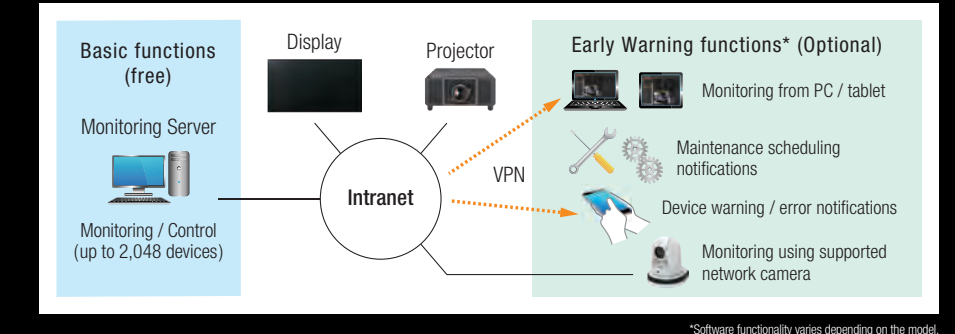 Basic functions
(free)
Monitoring Server
Monitoring / Control
(up to 2,048 devices)
Display
Projector
Intranet
VPN
Early Warning functions* (Optional)
Monitoring from PC / tablet
Maintenance scheduling
notifications
Device warning / error notifications
Monitoring using supported
network camera
*Software functionality varies depending on the model.